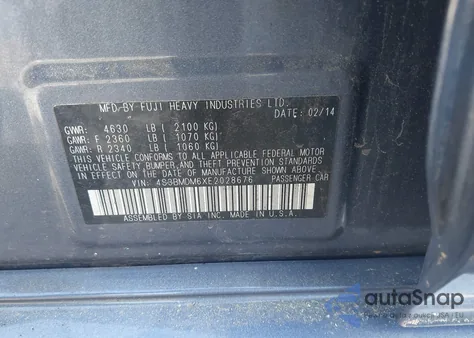 MFD.BY FUJI HEAVY INDUSTRIES LTD.
DATE: 02/14
GVWR: 4630 LB ( 2100 KG)
GAWR: F 2360 LB ( 1070 KG)
GAWR: R 2340 LB ( 1060 KG)
THIS VEHICLE CONFORMS TO ALL APPLICABLE FEDERAL MOTOR
VEHICLE SAFETY, BUMPER, AND THEFT PREVENTION STANDARDS
IN EFFECT ON THE DATE OF MANUFACTURE SHOWN ABOVE.
VIN: 4S3BMDM6XE2028676 PASSENGER CAR
ASSEMBLED BY SIA INC. MADE IN U.S.A.
autoSnap